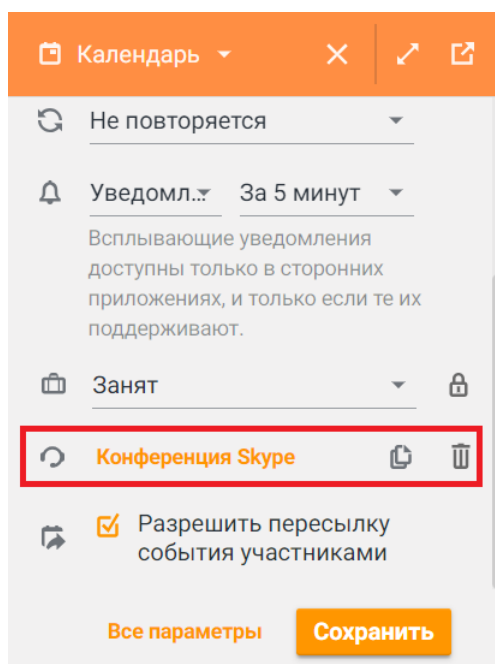 Календарь
Не повторяется
Уведомл... За 5 минут
Всплывающие уведомления
доступны только в сторонних
приложениях, и только если те их
поддерживают.
Занят
Конференция Skype
Разрешить пересылку
события участниками
Все параметры Сохранить